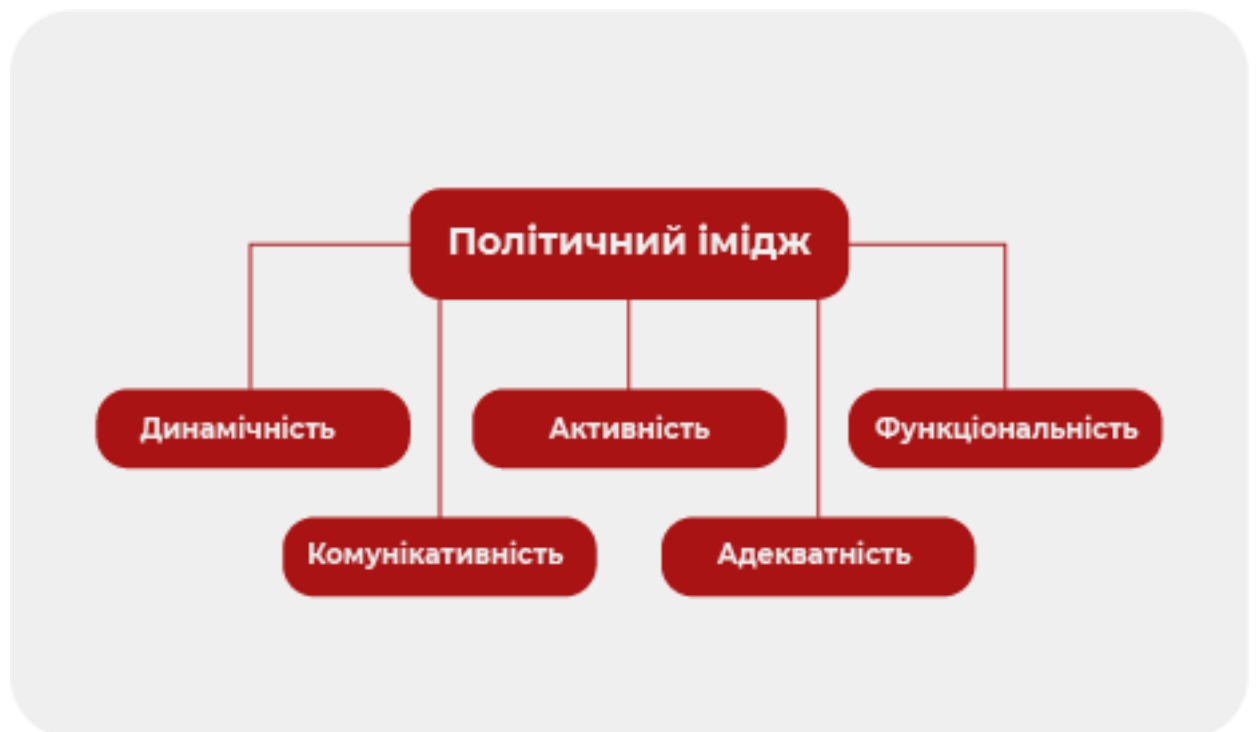 Політичний імідж
Динамічність
Активність
Функціональність
Комунікативність
Адекватність